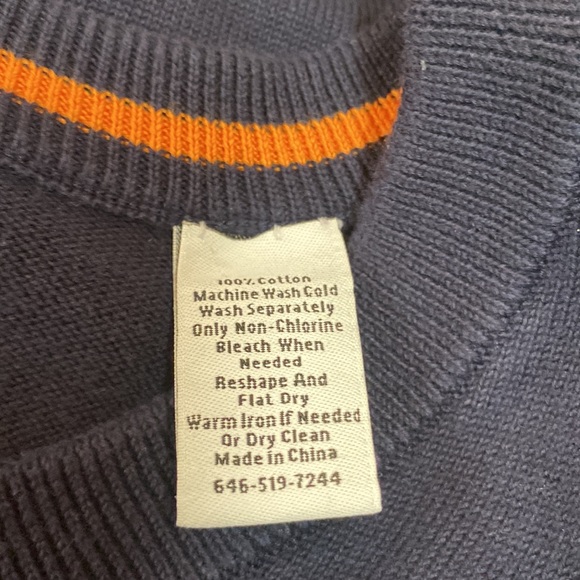 100% Cotton
Machine Wash Cold
Wash Separately
Only Non-Chlorine
Bleach When
Needed
Reshape And
Flat Dry
Warm Iron If Needed
Or Dry Clean
Made in China
646-519-7244